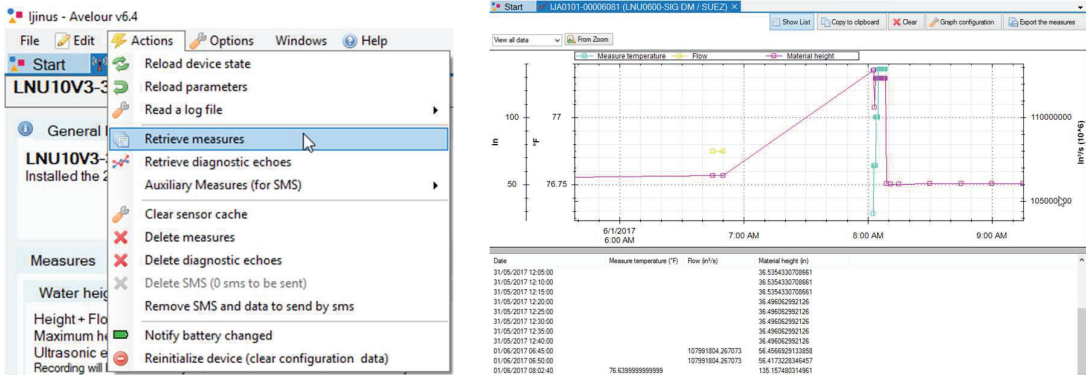 Ijinus - Avelour v6.4
File Edit Actions Options Windows Help
Start
LNU10V3-3
General I
LNU10V3-
Installed the 2
Measures
Water heig
Height + Flo
Maximum he
Ultrasonic e
Recording will
Reload device state
Reload parameters
Read a log file
Retrieve measures
Retrieve diagnostic echoes
Auxiliary Measures (for SMS)
Clear sensor cache
Delete measures
Delete diagnostic echoes
Delete SMS (0 sms to be sent)
Remove SMS and data to send by sms
Notify battery changed
Reinitialize device (clear configuration data)
Start IJA0101-00006081 (LNU0600-SIG DM / SUEZ)
Show List Copy to clipboard Clear Graph configuration Export the measures
View all data From Zoom
Measure temperature Flow Material height
100 77 110000000
In °F In³/s (10^6)
50 76.75 105000000
6/1/2017
6:00 AM 7:00 AM 8:00 AM 9:00 AM
Date Measure temperature (°F) Flow (in³/s) Material height (in)
31/05/2017 12:05:00 36.5354330708661
31/05/2017 12:10:00 36.5354330708661
31/05/2017 12:15:00 36.5354330708661
31/05/2017 12:20:00 36.496062992126
31/05/2017 12:25:00 36.496062992126
31/05/2017 12:30:00 36.496062992126
31/05/2017 12:35:00 36.496062992126
31/05/2017 12:40:00 36.496062992126
01/06/2017 06:45:00 107991804.267073 56.4566929133858
01/06/2017 06:50:00 107991804.267073 56.4173228346457
01/06/2017 08:02:40 76.6399999999999 135.157480314961